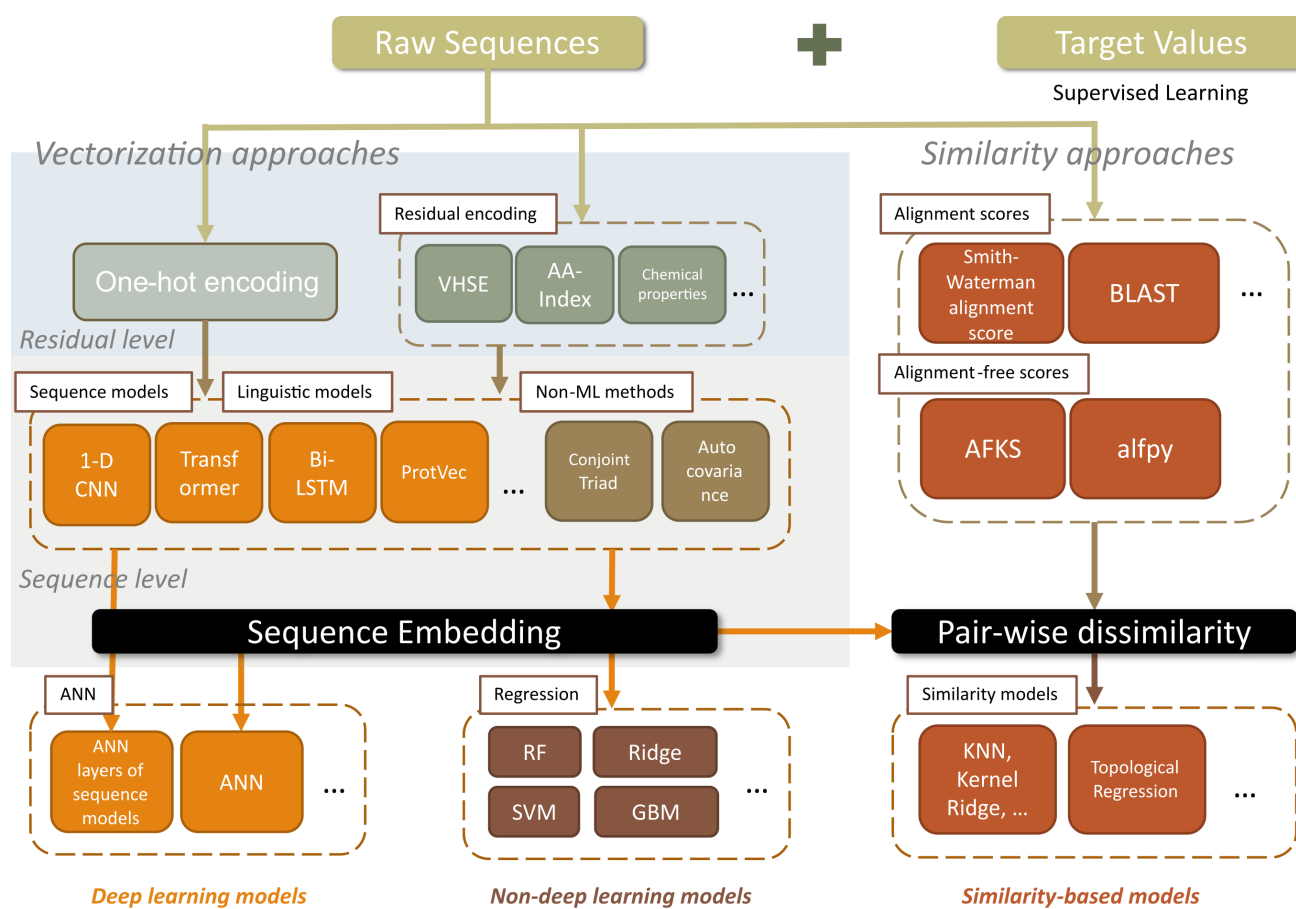 Raw Sequences
Target Values
Supervised Learning
Vectorization approaches
Similarity approaches
Residual encoding
Alignment scores
One-hot encoding
VHSE
AA-
Index
Chemical
properties
...
Smith-
Waterman
alignment
score
BLAST
...
Residual level
Alignment-free scores
Sequence models
Linguistic models
Non-ML methods
1-D
CNN
Transf
ormer
Bi-
LSTM
ProtVec
...
Conjoint
Triad
Auto
covaria
nce
AFKS
alfpy
Sequence level
Sequence Embedding
Pair-wise dissimilarity
ANN
Regression
Similarity models
ANN
layers of
sequence
models
ANN
...
RF
Ridge
SVM
GBM
...
KNN,
Kernel
Ridge, ...
Topological
Regression
...
Deep learning models
Non-deep learning models
Similarity-based models